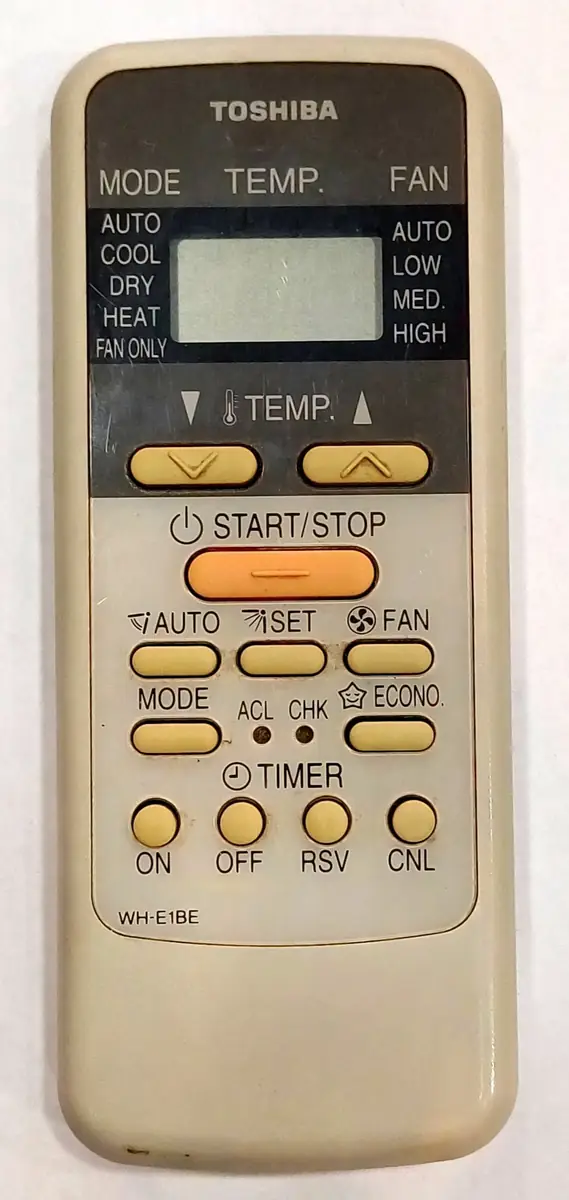 TOSHIBA
MODE TEMP. FAN
AUTO
COOL
DRY
HEAT
FAN ONLY
AUTO
LOW
MED.
HIGH
TEMP.
START/STOP
AUTO SET FAN
MODE ACL CHK ECONO.
TIMER
ON OFF RSV CNL
WH-E1BE